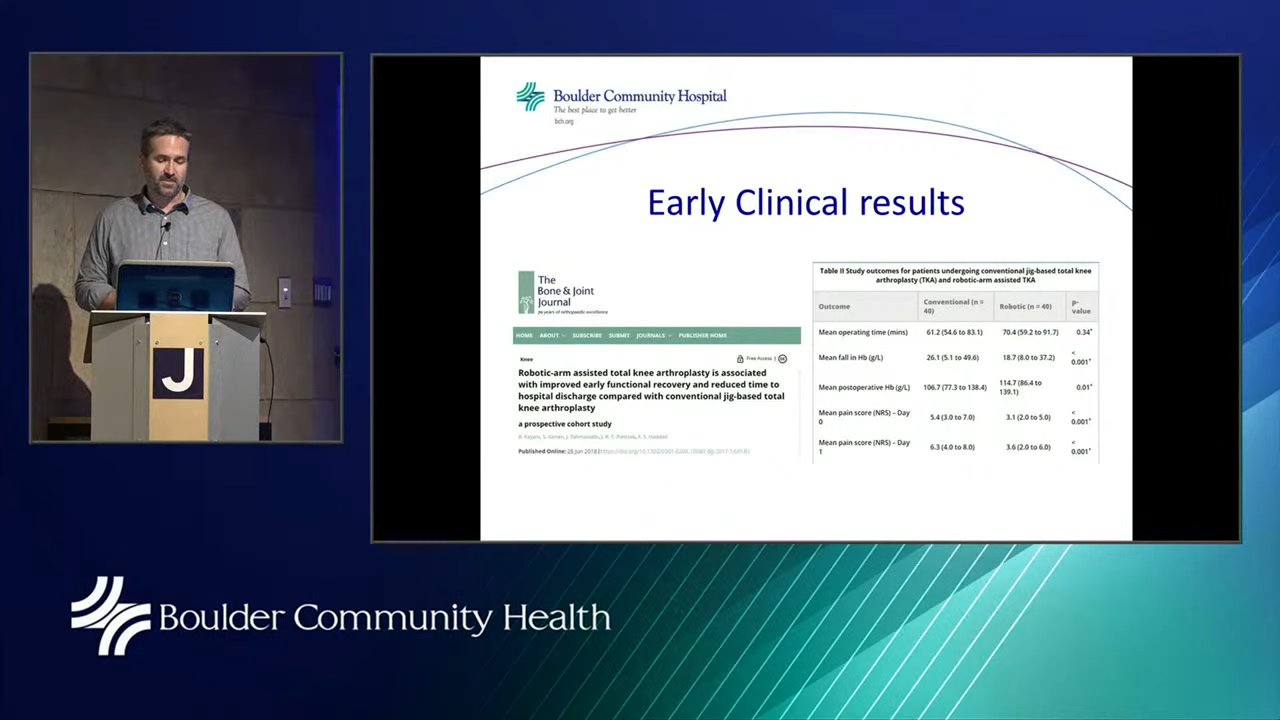 Boulder Community Hospital
The best place to get better
bch.org
Early Clinical results
The
Bone & Joint
Journal
HOME ABOUT SUBSCRIBE SUBMIT JOURNALS PUBLISHER HOME
Knee
Free Access
Robotic-arm assisted total knee arthroplasty is associated
with improved early functional recovery and reduced time to
hospital discharge compared with conventional jig-based total
knee arthroplasty
a prospective cohort study
Published Online: 28 Jun 2018
Table II Study outcomes for patients undergoing conventional jig-based total knee
arthroplasty (TKA) and robotic-arm assisted TKA
Outcome Conventional (n = 40) Robotic (n = 40) p-value
Mean operating time (mins) 61.2 (54.6 to 83.1) 70.4 (59.2 to 91.7) 0.34*
Mean fall in Hb (g/L) 26.1 (5.1 to 49.6) 18.7 (8.0 to 37.2) < 0.001*
Mean postoperative Hb (g/L) 106.7 (77.3 to 138.4) 114.7 (86.4 to 139.1) 0.01*
Mean pain score (NRS) – Day 0 5.4 (3.0 to 7.0) 3.1 (2.0 to 5.0) < 0.001*
Mean pain score (NRS) – Day 1 6.3 (4.0 to 8.0) 3.6 (2.0 to 6.0) < 0.001*
J
Boulder Community Health